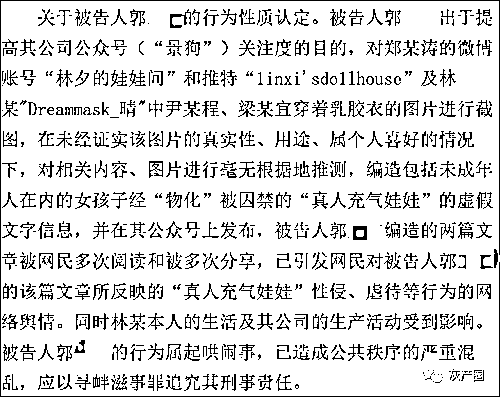 关于被告人郭 的行为性质认定。被告人郭 出于提
高其公司公众号（“景狗”）关注度的目的，对郑某涛的微博
账号“林夕的娃娃间”和推特“linxi'sdollhouse”及林
某"Dreammask_晴"中尹某程、梁某宜穿着乳胶衣的图片进行截
图，在未经证实该图片的真实性、用途、属个人喜好的情况
下，对相关内容、图片进行毫无根据地推测，编造包括未成年
人在内的女孩子经“物化”被囚禁的“真人充气娃娃”的虚假
文字信息，并在其公众号上发布，被告人郭 编造的两篇文
章被网民多次阅读和被多次分享，已引发网民对被告人郭
的该篇文章所反映的“真人充气娃娃”性侵、虐待等行为的网
络舆情。同时林某本人的生活及其公司的生产活动受到影响。
被告人郭 的行为属起哄闹事，已造成公共秩序的严重混
乱，应以寻衅滋事罪追究其刑事责任。
灰产圈